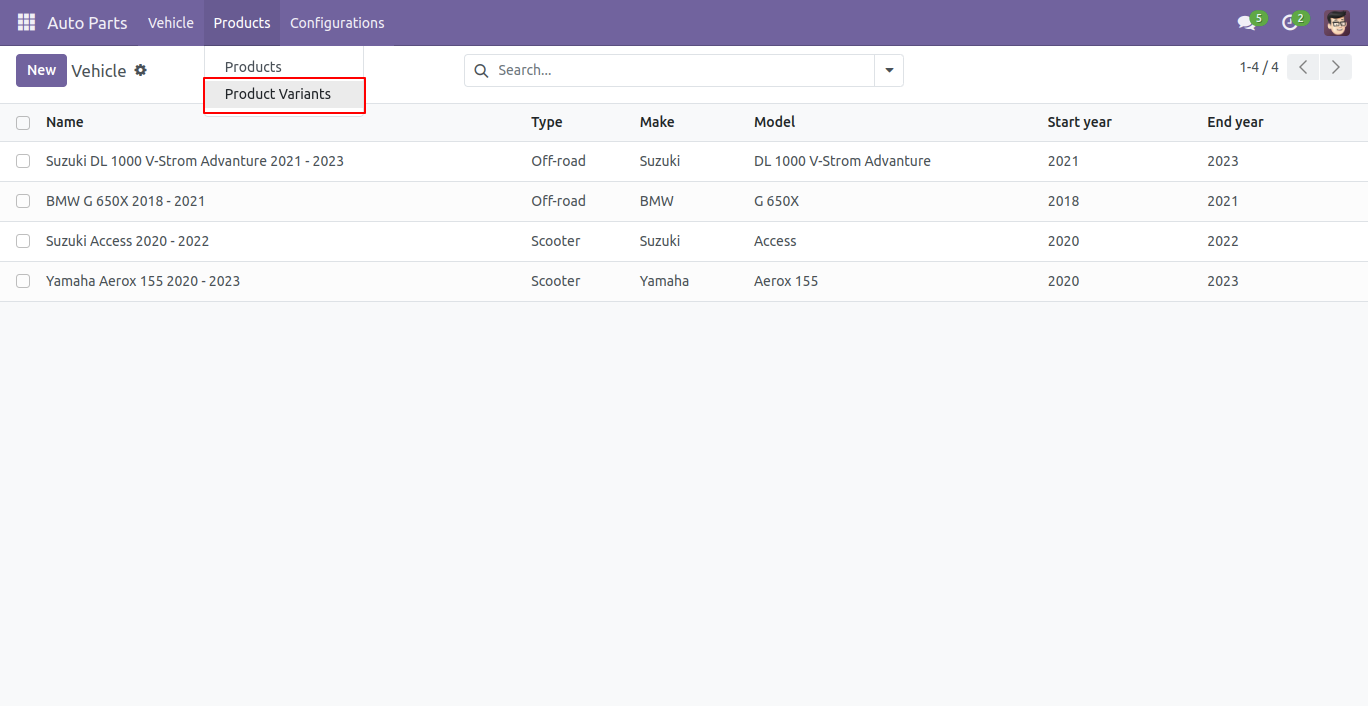 Auto Parts Vehicle Products Configurations 5 2
New Vehicle Search... 1-4 / 4
Products
Product Variants
Name Type Make Model Start year End year
Suzuki DL 1000 V-Strom Advanture 2021 - 2023 Off-road Suzuki DL 1000 V-Strom Advanture 2021 2023
BMW G 650X 2018 - 2021 Off-road BMW G 650X 2018 2021
Suzuki Access 2020 - 2022 Scooter Suzuki Access 2020 2022
Yamaha Aerox 155 2020 - 2023 Scooter Yamaha Aerox 155 2020 2023